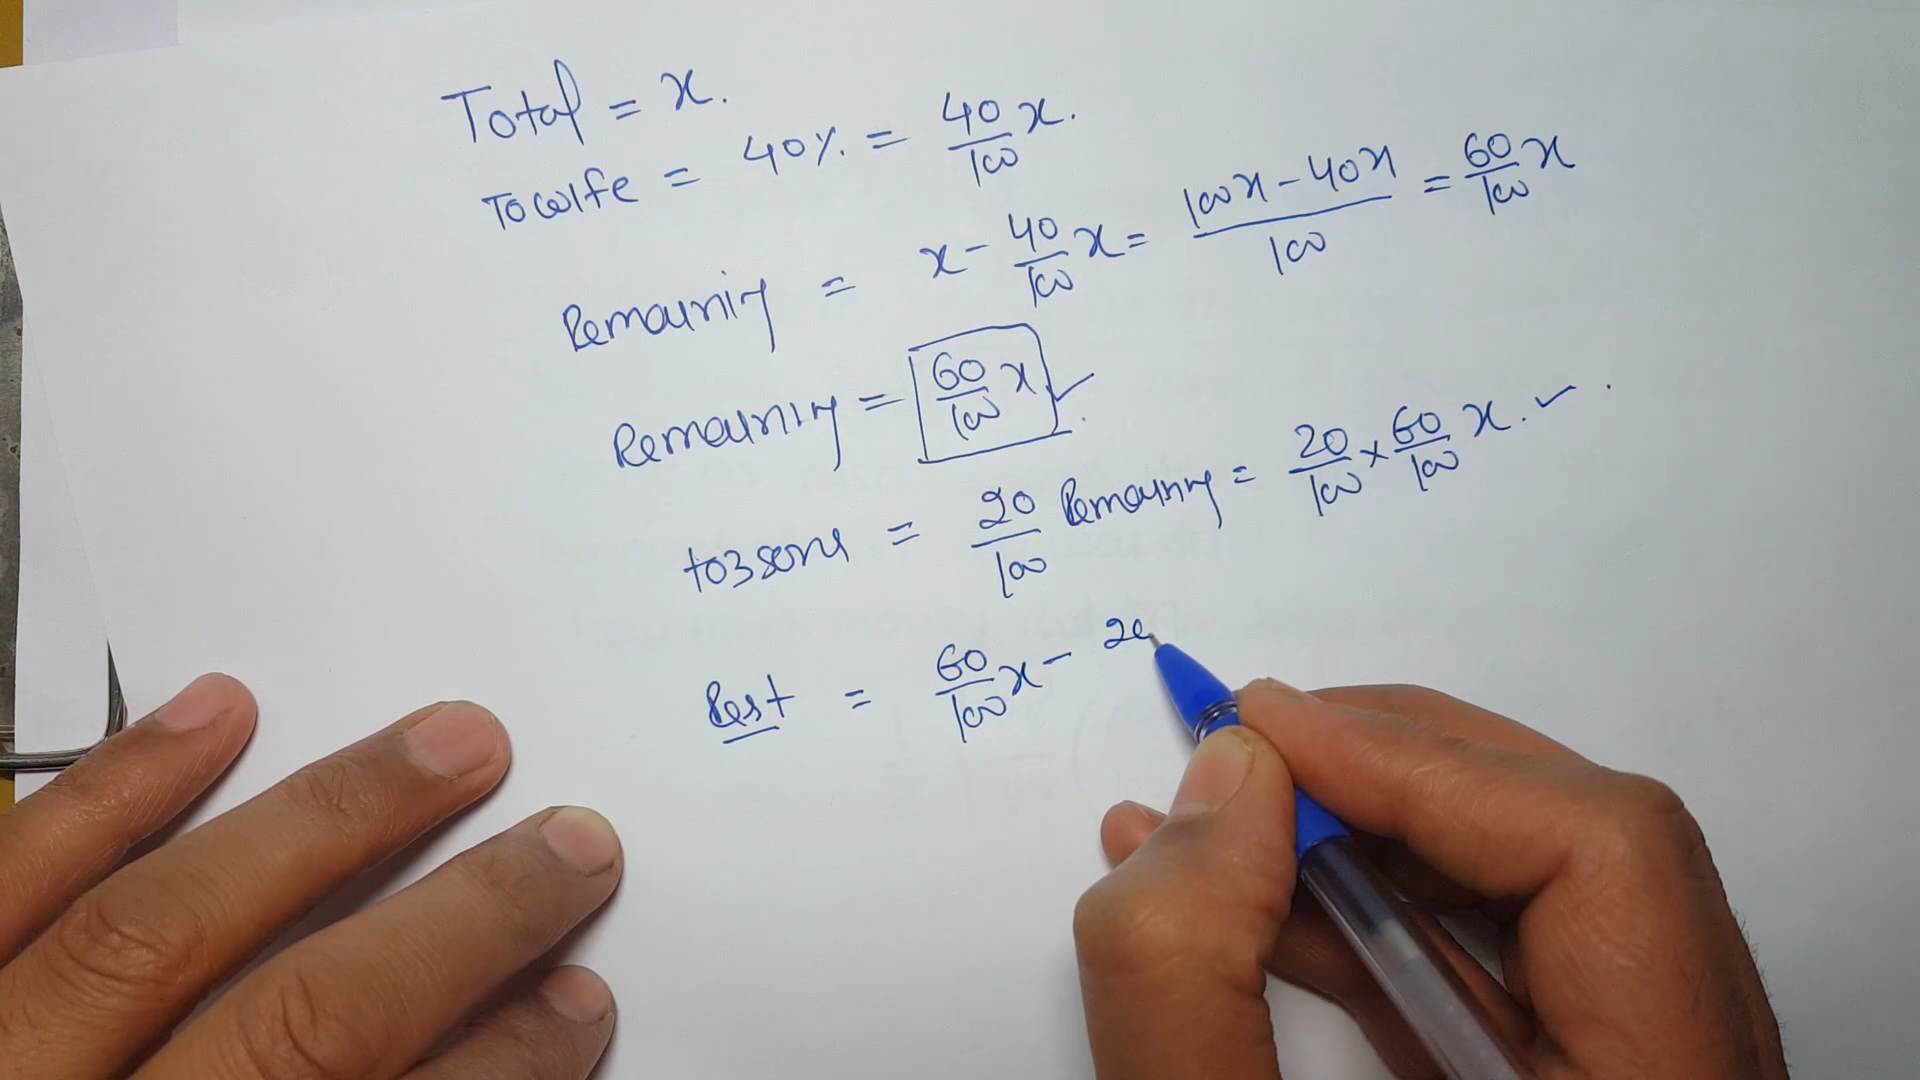 Total = x.
To wife = 40% = 40/100 x.
Remaining = x - 40/100 x = 100x - 40x/100 = 60/100 x
Remaining = 60/100 x ✓.
to 3 sons = 20/100 Remaining = 20/100 × 60/100 x. ✓.
Rest = 60/100 x - 20